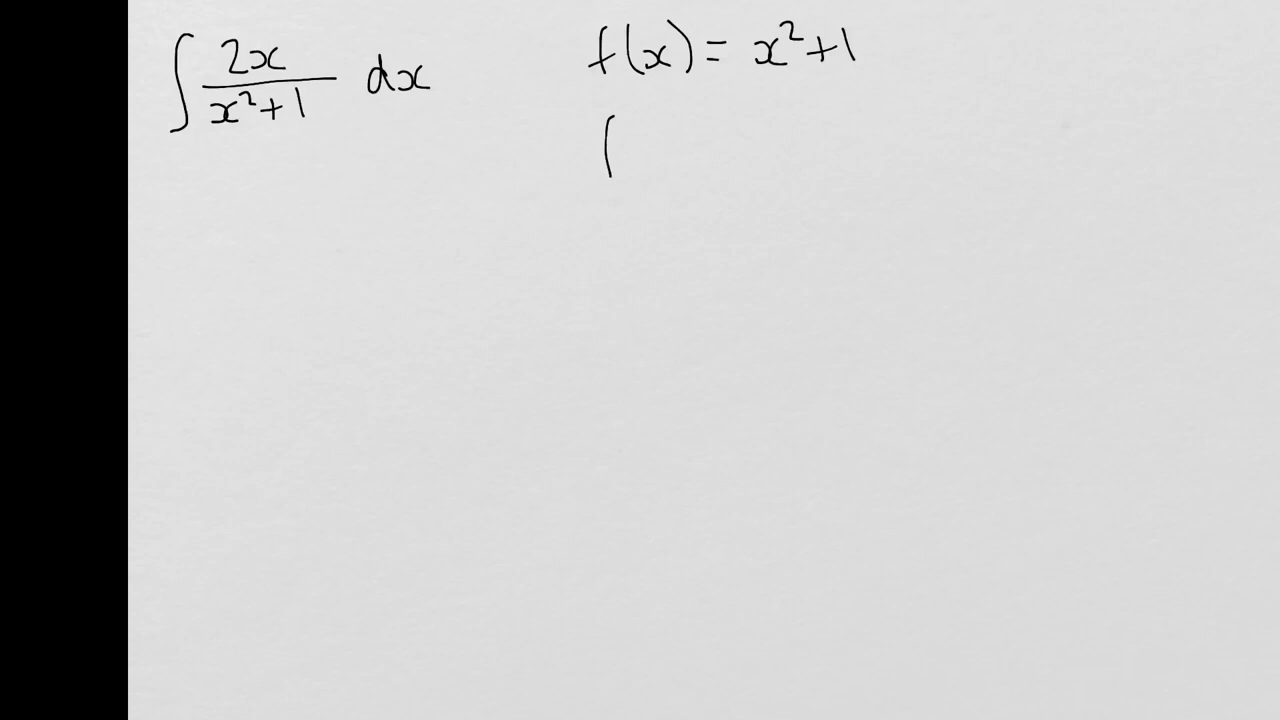 ∫ 2x/(x²+1) dx
f(x) = x²+1